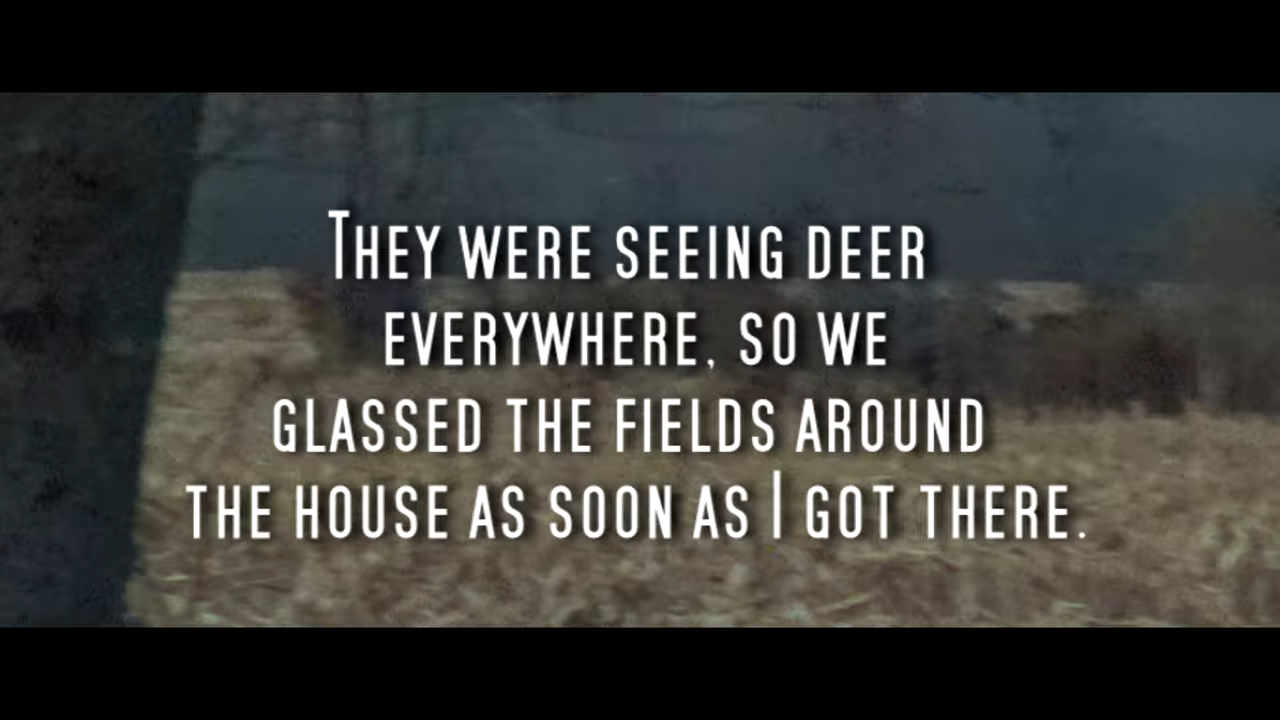 They were seeing deer
everywhere, so we
glassed the fields around
the house as soon as I got there.